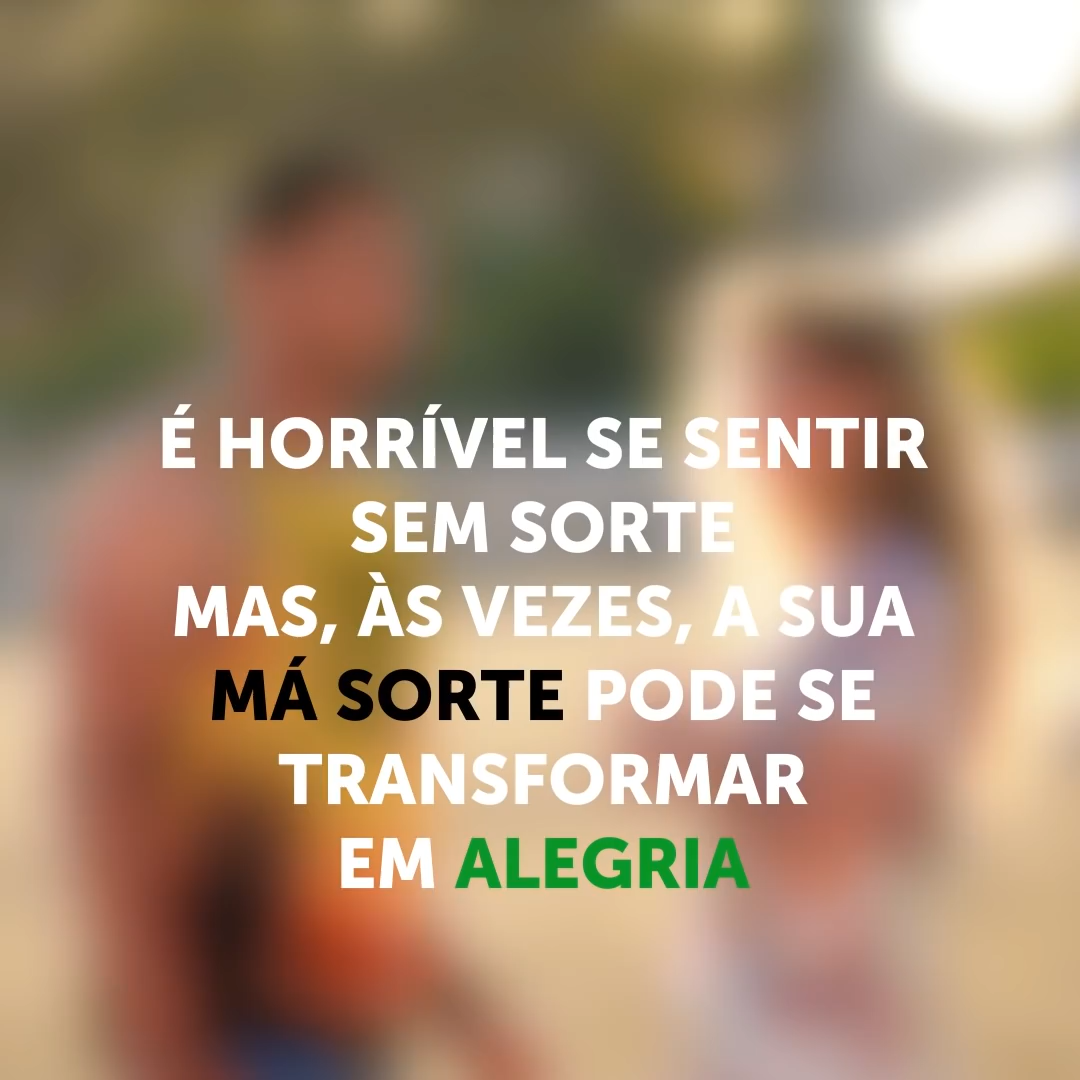 É HORRÍVEL SE SENTIR
SEM SORTE
MAS, ÀS VEZES, A SUA
MÁ SORTE PODE SE
TRANSFORMAR
EM ALEGRIA